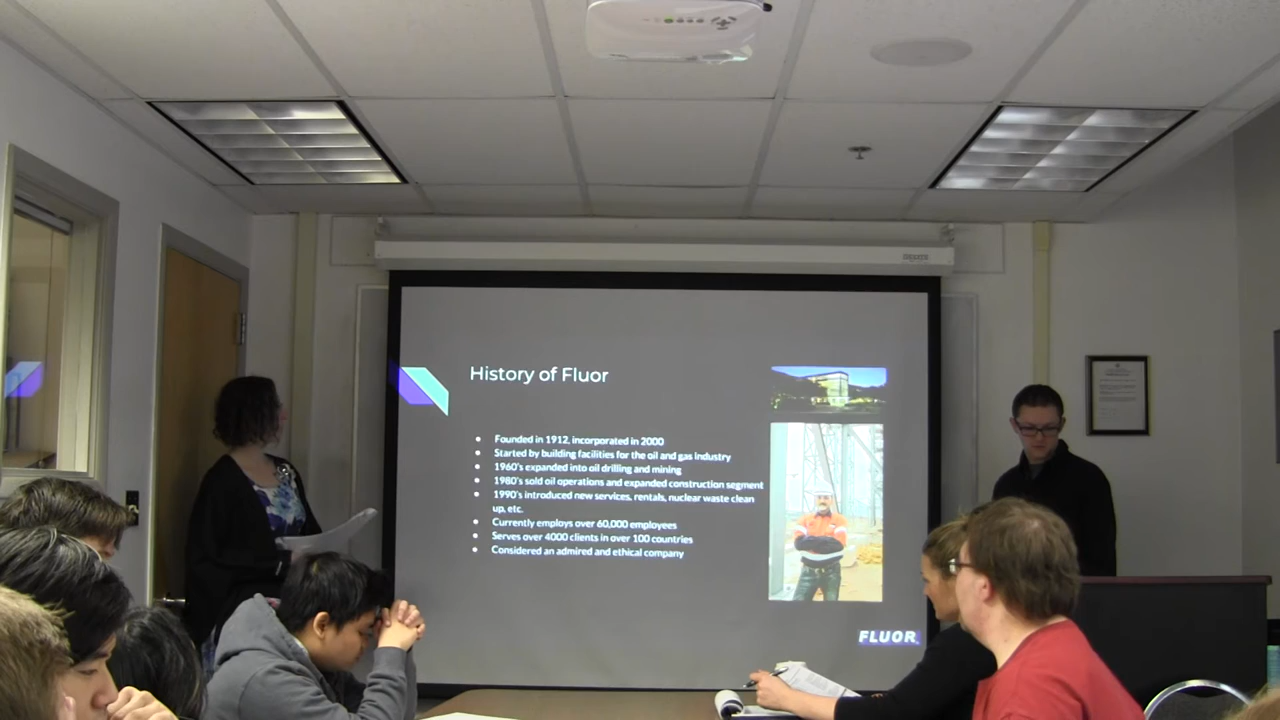 History of Fluor
Founded in 1912, incorporated in 2000
Started by building facilities for the oil and gas industry
1960's expanded into oil drilling and mining
1980's sold oil operations and expanded construction segment
1990's introduced new services, rentals, nuclear waste clean
up, etc.
Currently employs over 60,000 employees
Serves over 4000 clients in over 100 countries
Considered an admired and ethical company
FLUOR